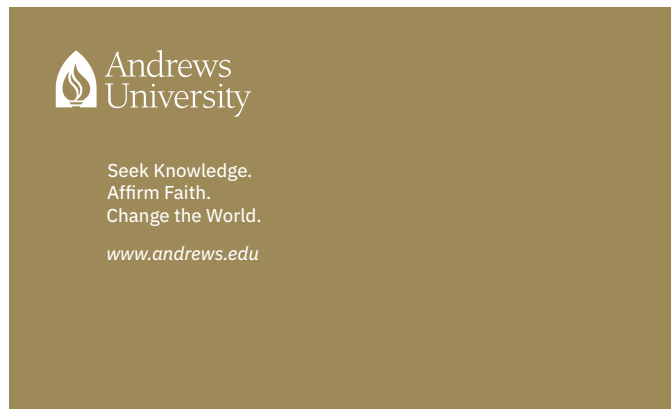 Andrews
University
Seek Knowledge.
Affirm Faith.
Change the World.
www.andrews.edu